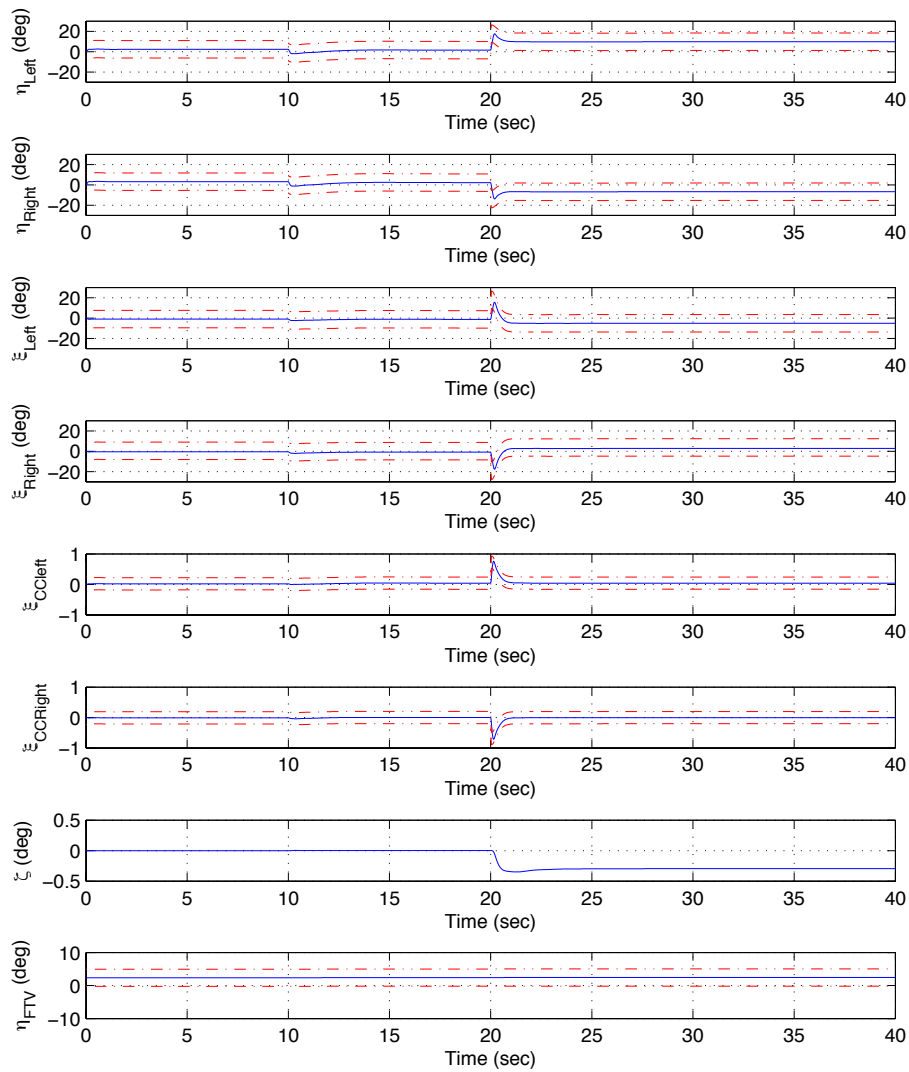 η_Left (deg)
20
0
−20
0 5 10 15 20 25 30 35 40
Time (sec)
η_Right (deg)
20
0
−20
0 5 10 15 20 25 30 35 40
Time (sec)
ξ_Left (deg)
20
0
−20
0 5 10 15 20 25 30 35 40
Time (sec)
ξ_Right (deg)
20
0
−20
0 5 10 15 20 25 30 35 40
Time (sec)
ξ_CCleft
1
0
−1
0 5 10 15 20 25 30 35 40
Time (sec)
ξ_CCRight
1
0
−1
0 5 10 15 20 25 30 35 40
Time (sec)
ζ (deg)
0.5
0
−0.5
0 5 10 15 20 25 30 35 40
Time (sec)
η_FTV (deg)
10
0
−10
0 5 10 15 20 25 30 35 40
Time (sec)